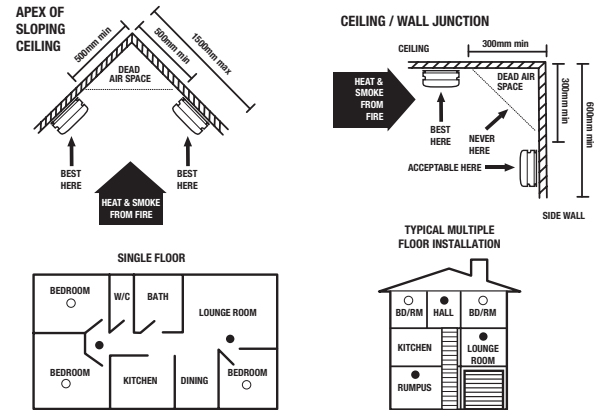 APEX OF
SLOPING
CEILING
500mm min
500mm min
1500mm max
DEAD
AIR SPACE
BEST
HERE
BEST
HERE
HEAT & SMOKE
FROM FIRE
CEILING / WALL JUNCTION
CEILING
300mm min
HEAT &
SMOKE
FROM
FIRE
DEAD AIR
SPACE
300mm min
600mm min
BEST
HERE
NEVER
HERE
ACCEPTABLE HERE
SIDE WALL
SINGLE FLOOR
BEDROOM
W/C
BATH
LOUNGE ROOM
BEDROOM
KITCHEN
DINING
BEDROOM
TYPICAL MULTIPLE
FLOOR INSTALLATION
BD/RM
HALL
BD/RM
KITCHEN
LOUNGE
ROOM
RUMPUS